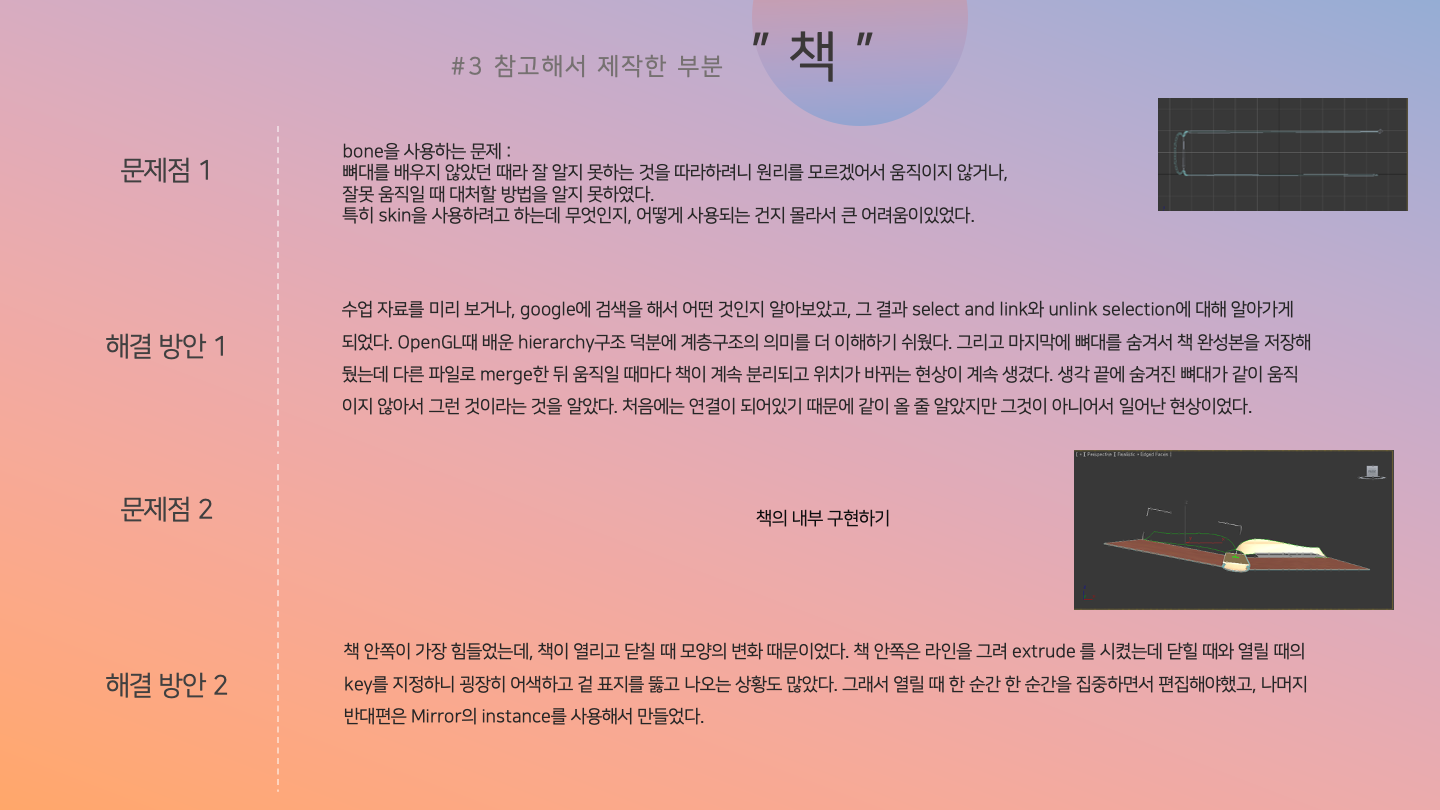 #3 참고해서 제작한 부분
” 책 ”
문제점 1
bone을 사용하는 문제 :
뼈대를 배우지 않았던 때라 잘 알지 못하는 것을 따라하려니 원리를 모르겠어서 움직이지 않거나,
잘못 움직일 때 대처할 방법을 알지 못하였다.
특히 skin을 사용하려고 하는데 무엇인지, 어떻게 사용되는 건지 몰라서 큰 어려움이있었다.
해결 방안 1
수업 자료를 미리 보거나, google에 검색을 해서 어떤 것인지 알아보았고, 그 결과 select and link와 unlink selection에 대해 알아가게
되었다. OpenGL때 배운 hierarchy구조 덕분에 계층구조의 의미를 더 이해하기 쉬웠다. 그리고 마지막에 뼈대를 숨겨서 책 완성본을 저장해
뒀는데 다른 파일로 merge한 뒤 움직일 때마다 책이 계속 분리되고 위치가 바뀌는 현상이 계속 생겼다. 생각 끝에 숨겨진 뼈대가 같이 움직
이지 않아서 그런 것이라는 것을 알았다. 처음에는 연결이 되어있기 때문에 같이 올 줄 알았지만 그것이 아니어서 일어난 현상이었다.
[ + ] [ Perspective ] [ Realistic + Edged Faces ]
문제점 2
책의 내부 구현하기
해결 방안 2
책 안쪽이 가장 힘들었는데, 책이 열리고 닫칠 때 모양의 변화 때문이었다. 책 안쪽은 라인을 그려 extrude 를 시켰는데 닫힐 때와 열릴 때의
key를 지정하니 굉장히 어색하고 겉 표지를 뚫고 나오는 상황도 많았다. 그래서 열릴 때 한 순간 한 순간을 집중하면서 편집해야했고, 나머지
반대편은 Mirror의 instance를 사용해서 만들었다.